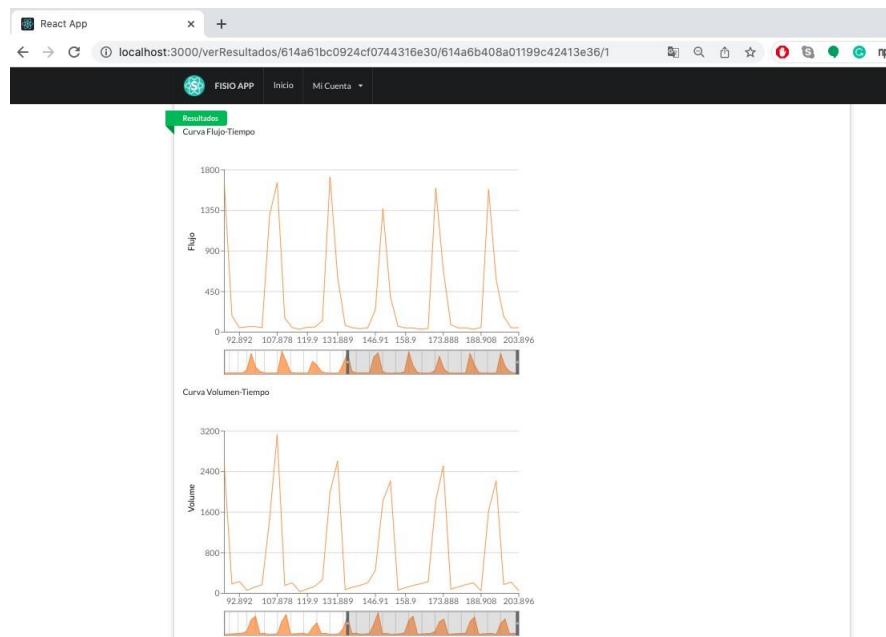 React App
localhost:3000/verResultados/614a61bc0924cf0744316e30/614a6b408a01199c42413e36/1
FISIO APP Inicio Mi Cuenta
Resultados
Curva Flujo-Tiempo
1800
1350
900
450
0
Flujo
92.892 107.878 119.9 131.889 146.91 158.9 173.888 188.908 203.896
Curva Volumen-Tiempo
3200
2400
1600
800
0
Volume
92.892 107.878 119.9 131.889 146.91 158.9 173.888 188.908 203.896